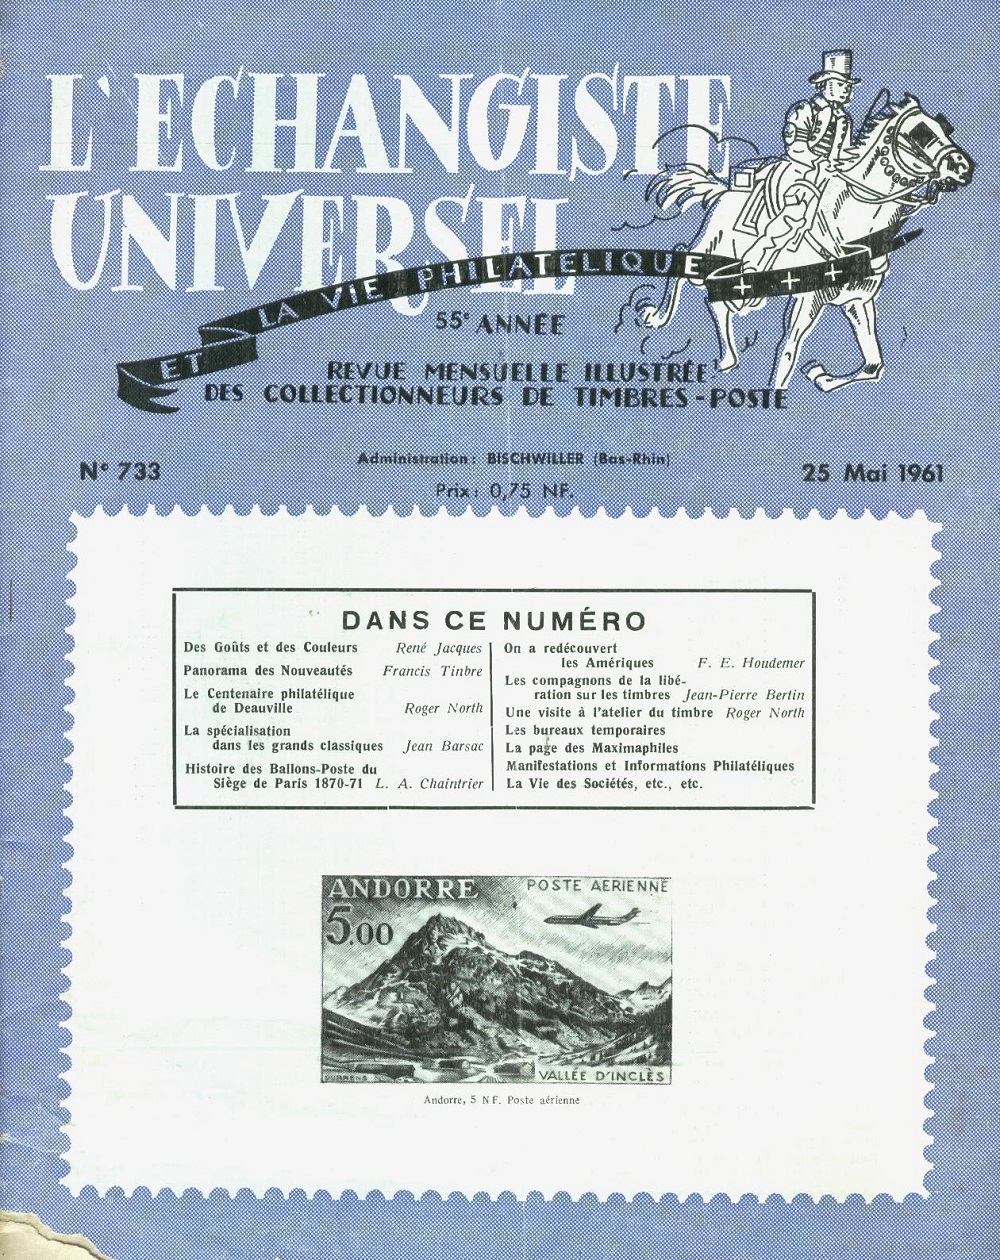 L'ECHANGISTE
UNIVERSEL
ET LA VIE PHILATELIQUE
55e ANNÉE
REVUE MENSUELLE ILLUSTRÉE
DES COLLECTIONNEURS DE TIMBRES-POSTE
N° 733
Administration : BISCHWILLER (Bas-Rhin)
Prix : 0,75 NF.
25 Mai 1961
DANS CE NUMÉRO
Des Goûts et des Couleurs René Jacques
Panorama des Nouveautés Francis Tinbre
Le Centenaire philatélique
de Deauville Roger North
La spécialisation
dans les grands classiques Jean Barsac
Histoire des Ballons-Poste du
Siège de Paris 1870-71 L. A. Chaintrier
On a redécouvert
les Amériques F. E. Houdemer
Les compagnons de la libé-
ration sur les timbres Jean-Pierre Bertin
Une visite à l'atelier du timbre Roger North
Les bureaux temporaires
La page des Maximaphiles
Manifestations et Informations Philatéliques
La Vie des Sociétés, etc., etc.
ANDORRE POSTE AERIENNE
5.00
DURRENS VALLÉE D'INCLÈS
Andorre, 5 NF. Poste aérienne